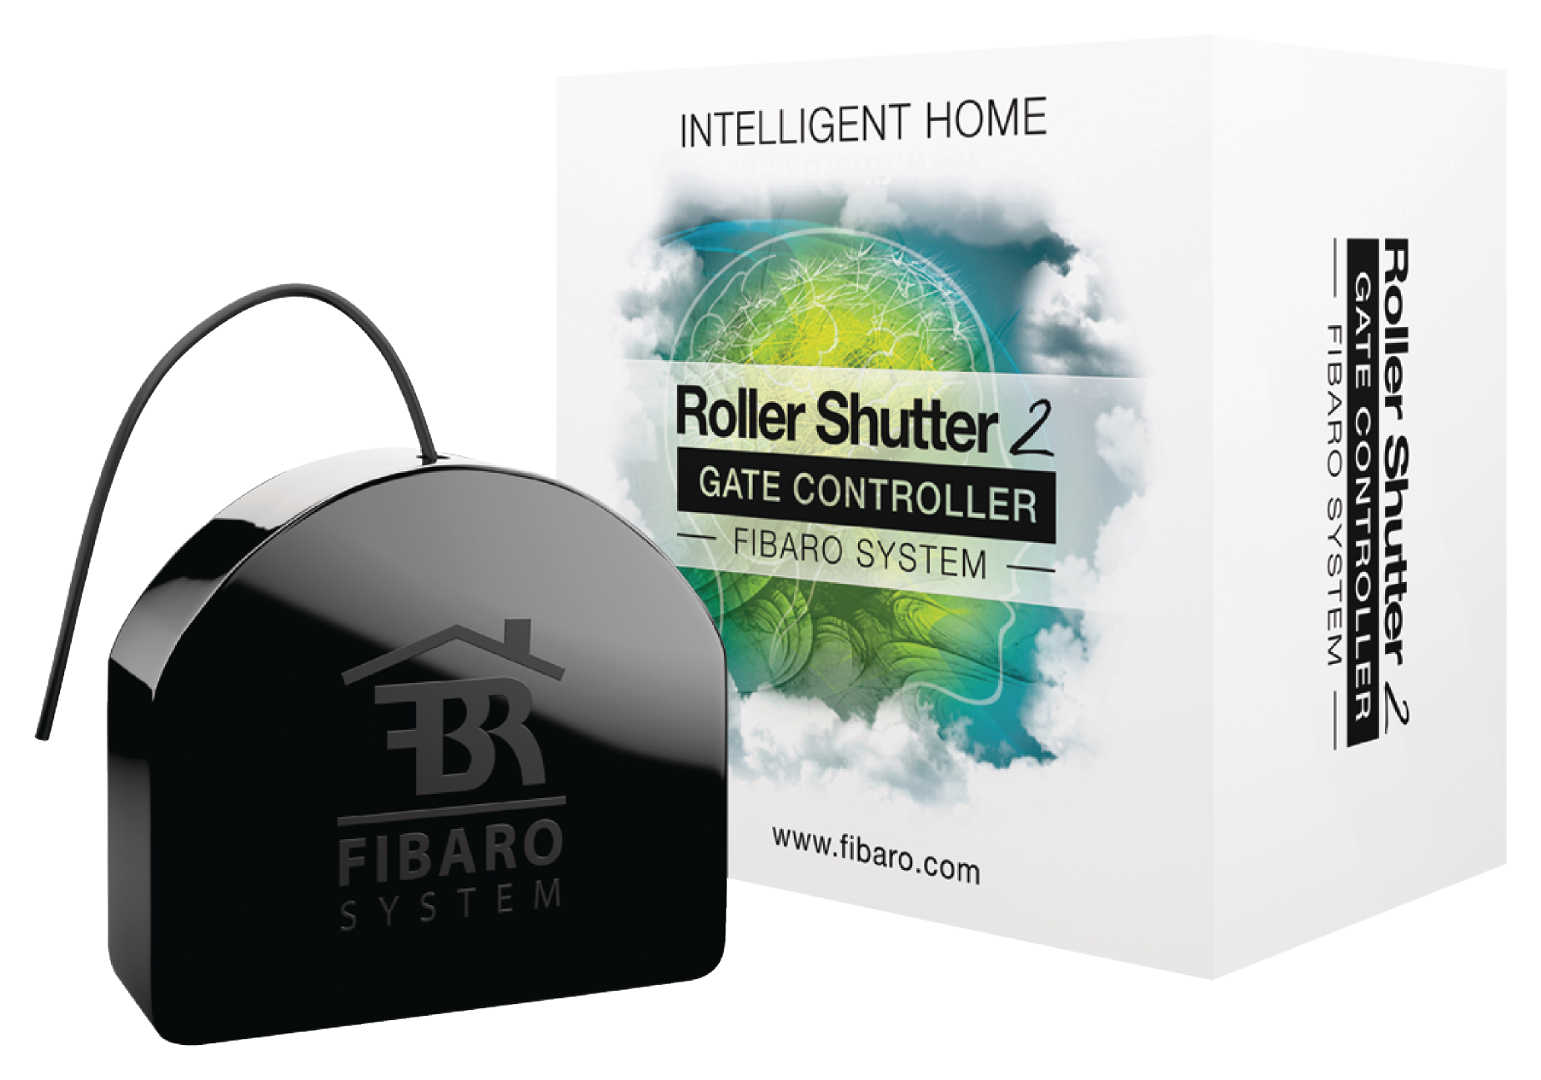 FBR
FIBARO
SYSTEM
INTELLIGENT HOME
Roller Shutter 2
GATE CONTROLLER
FIBARO SYSTEM
www.fibaro.com
Roller Shutter 2
GATE CONTROLLER
FIBARO SYSTEM